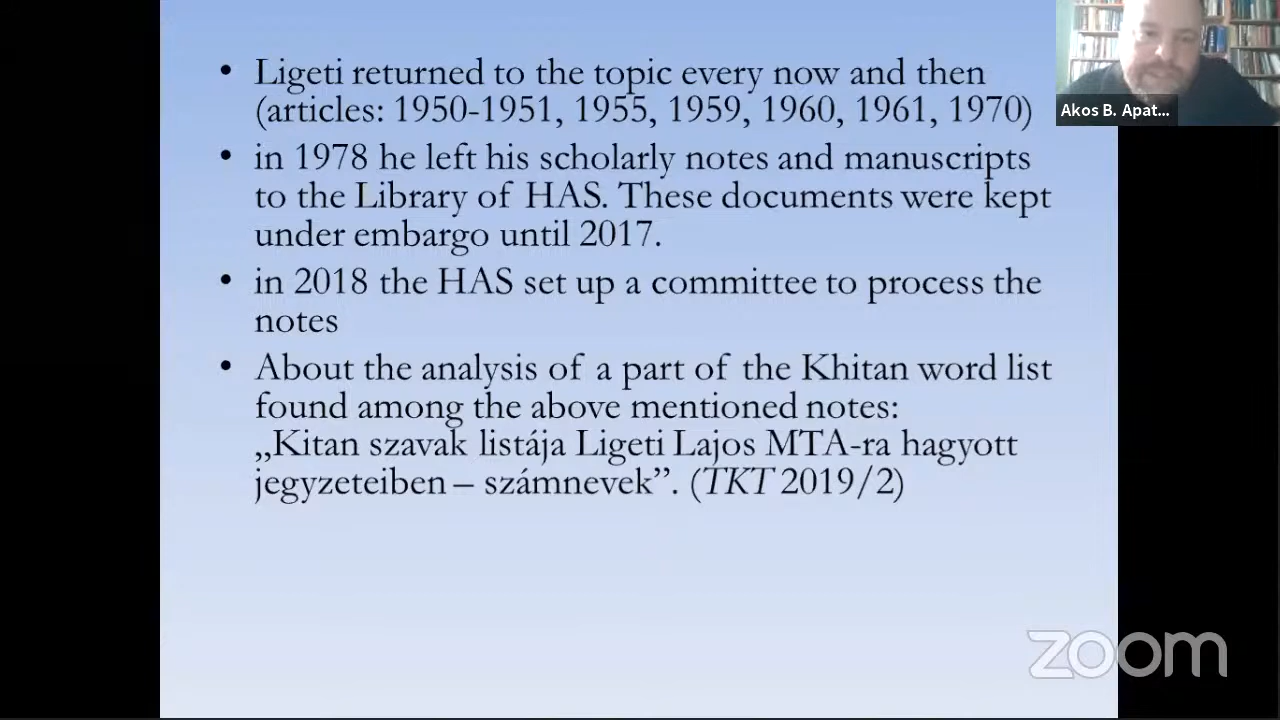 • Ligeti returned to the topic every now and then
(articles: 1950-1951, 1955, 1959, 1960, 1961, 1970)
• in 1978 he left his scholarly notes and manuscripts
to the Library of HAS. These documents were kept
under embargo until 2017.
• in 2018 the HAS set up a committee to process the
notes
• About the analysis of a part of the Khitan word list
found among the above mentioned notes:
„Kitan szavak listája Ligeti Lajos MTA-ra hagyott
jegyzeteiben – számnevek”. (TKT 2019/2)
Akos B. Apat...
zoom